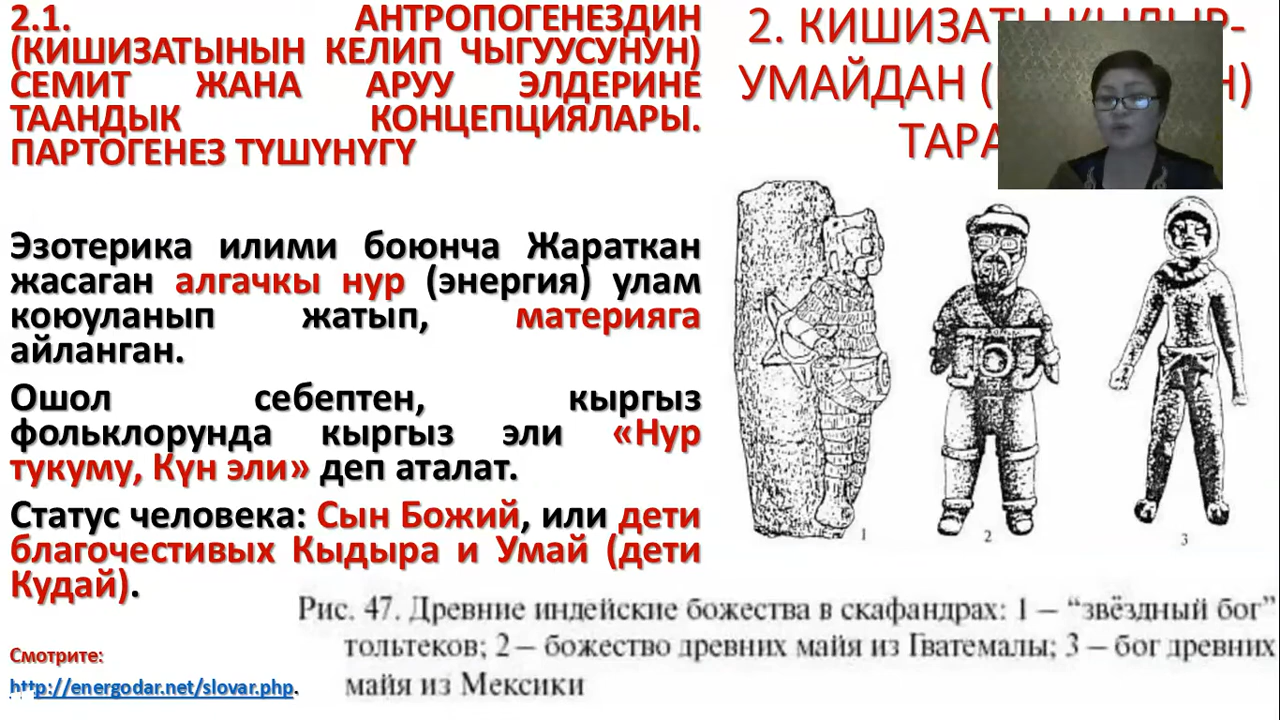 2.1. АНТРОПОГЕНЕЗДИН
(КИШИЗАТЫНЫН КЕЛИП ЧЫГУУСУНУН)
СЕМИТ ЖАНА АРУУ ЭЛДЕРИНЕ
ТААНДЫК КОНЦЕПЦИЯЛАРЫ.
ПАРТОГЕНЕЗ ТҮШҮНҮГҮ
Эзотерика илими боюнча Жараткан
жасаган алгачкы нур (энергия) улам
коюуланып жатып, материяга
айланган.
Ошол себептен, кыргыз
фольклорунда кыргыз эли «Нур
тукуму, Күн эли» деп аталат.
Статус человека: Сын Божий, или дети
благочестивых Кыдыра и Умай (дети
Кудай).
Смотрите:
http://energodar.net/slovar.php.
2. КИШИЗАТЫ
УМАЙДАН
1
2
3
Рис. 47. Древние индейские божества в скафандрах: 1 – “звёздный бог”
тольтеков; 2 – божество древних майя из Гватемалы; 3 – бог древних
майя из Мексики